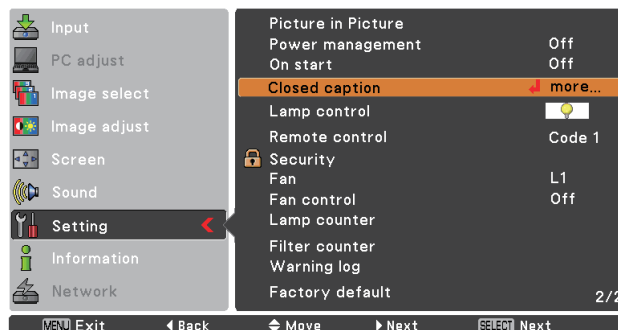 Input
PC adjust
Image select
Image adjust
Screen
Sound
Setting
Information
Network
Picture in Picture
Power management Off
On start Off
Closed caption more...
Lamp control
Remote control Code 1
Security
Fan L1
Fan control Off
Lamp counter
Filter counter
Warning log
Factory default
2/2
MENU Exit Back Move Next SELECT Next